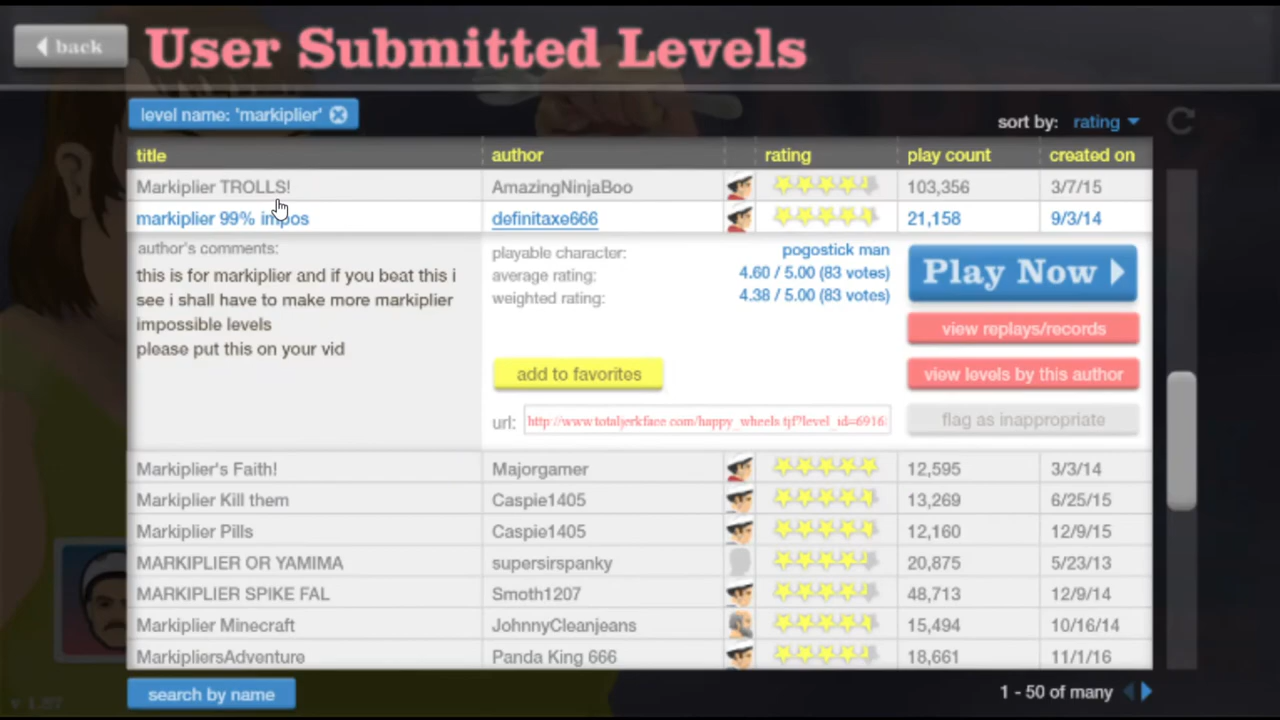 back
User Submitted Levels
level name: 'markiplier'
sort by: rating
title author rating play count created on
Markiplier TROLLS! AmazingNinjaBoo 103,356 3/7/15
markiplier 99% impos definitaxe666 21,158 9/3/14
author's comments:
this is for markiplier and if you beat this i
see i shall have to make more markiplier
impossible levels
please put this on your vid
playable character: pogostick man
average rating: 4.60 / 5.00 (83 votes)
weighted rating: 4.38 / 5.00 (83 votes)
add to favorites
url: http://www.totaljerkface.com/happy_wheels.tjf?level_id=6916
Play Now
view replays/records
view levels by this author
flag as inappropriate
Markiplier's Faith! Majorgamer 12,595 3/3/14
Markiplier Kill them Caspie1405 13,269 6/25/15
Markiplier Pills Caspie1405 12,160 12/9/15
MARKIPLIER OR YAMIMA supersirspanky 20,875 5/23/13
MARKIPLIER SPIKE FAL Smoth1207 48,713 12/9/14
Markiplier Minecraft JohnnyCleanjeans 15,494 10/16/14
MarkipliersAdventure Panda King 666 18,661 11/1/16
search by name
1 - 50 of many